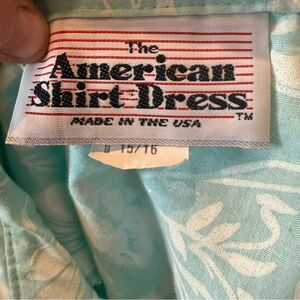 The
American
Shirt Dress
TM
MADE IN THE USA
15/16